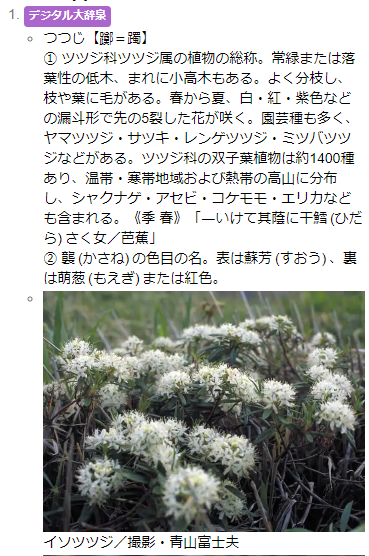 1. デジタル大辞泉
つつじ【躑＝躅】
① ツツジ科ツツジ属の植物の総称。常緑または落
葉性の低木、まれに小高木もある。よく分枝し、
枝や葉に毛がある。春から夏、白・紅・紫色など
の漏斗形で先の5裂した花が咲く。園芸種も多く、
ヤマツツジ・サツキ・レンゲツツジ・ミツバツツ
ジなどがある。ツツジ科の双子葉植物は約1400種
あり、温帯・寒帯地域および熱帯の高山に分布
し、シャクナゲ・アセビ・コケモモ・エリカなど
も含まれる。《季 春》「―いけて其蔭に干鱈 (ひだ
ら) さく女／芭蕉」
② 襲 (かさね) の色目の名。表は蘇芳 (すおう) 、裏
は萌葱 (もえぎ) または紅色。
イソツツジ／撮影・青山富士夫